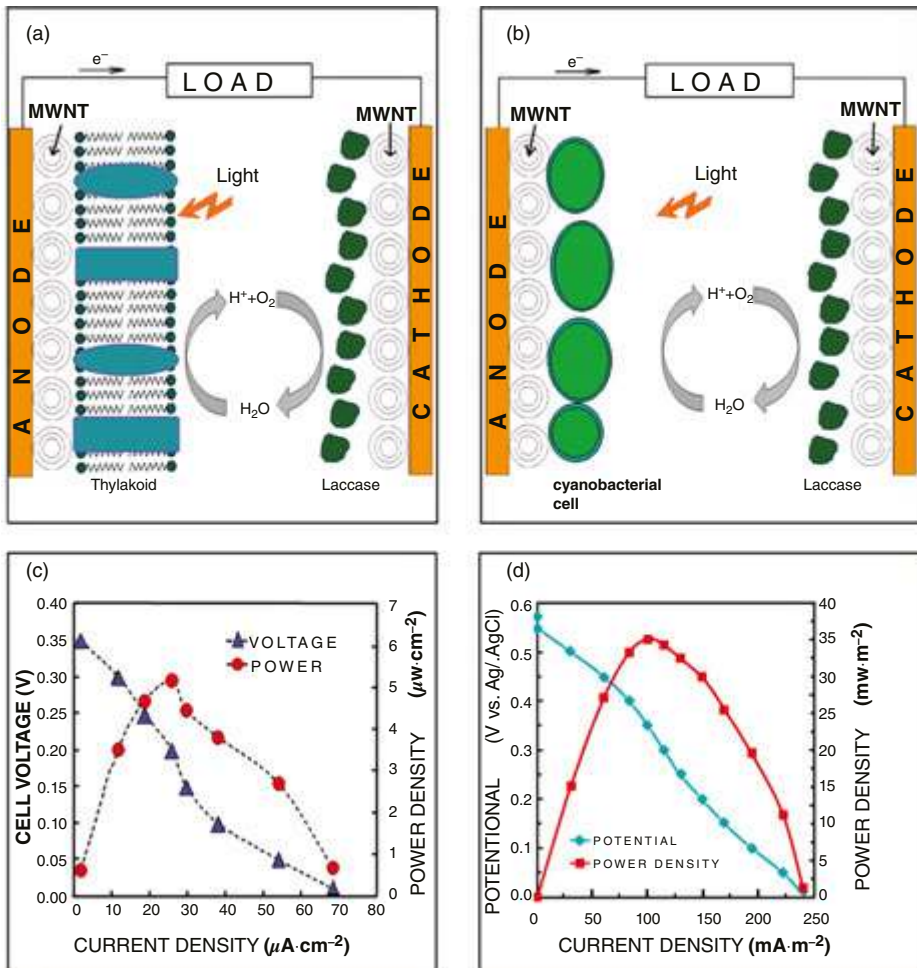 (a)
e⁻
LOAD
MWNT
MWNT
ANODE
CATHODE
Light
H⁺+O₂
H₂O
Thylakoid
Laccase
(b)
e⁻
LOAD
MWNT
MWNT
ANODE
CATHODE
Light
H⁺+O₂
H₂O
cyanobacterial
cell
Laccase
(c)
CELL VOLTAGE (V)
0.40
0.35
0.30
0.25
0.20
0.15
0.10
0.05
0.00
VOLTAGE
POWER
7
6
5
4
3
2
1
0
POWER DENSITY (µw·cm⁻²)
0 10 20 30 40 50 60 70 80
CURRENT DENSITY (µA·cm⁻²)
(d)
POTENTIONAL (V vs. Ag/.AgCl)
0.6
0.5
0.4
0.3
0.2
0.1
0.0
POTENTIAL
POWER DENSITY
40
35
30
25
20
15
10
5
0
POWER DENSITY (mw·m⁻²)
0 50 100 150 200 250
CURRENT DENSITY (mA·m⁻²)